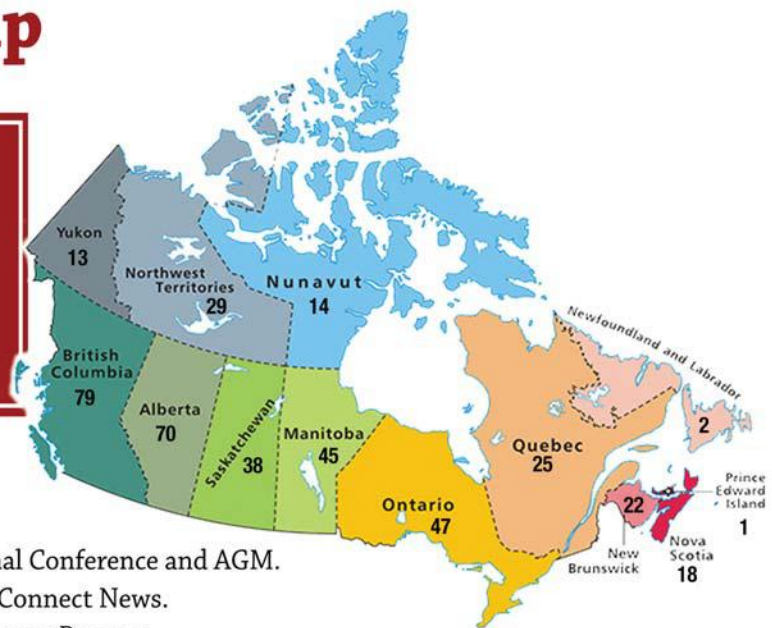 Yukon
13
Northwest
Territories
29
Nunavut
14
British
Columbia
79
Alberta
70
Saskatchewan
38
Manitoba
45
Ontario
47
Quebec
25
Newfoundland and Labrador
2
22
New
Brunswick
Prince
Edward
Island
1
Nova
Scotia
18
Conference and AGM.
Connect News.